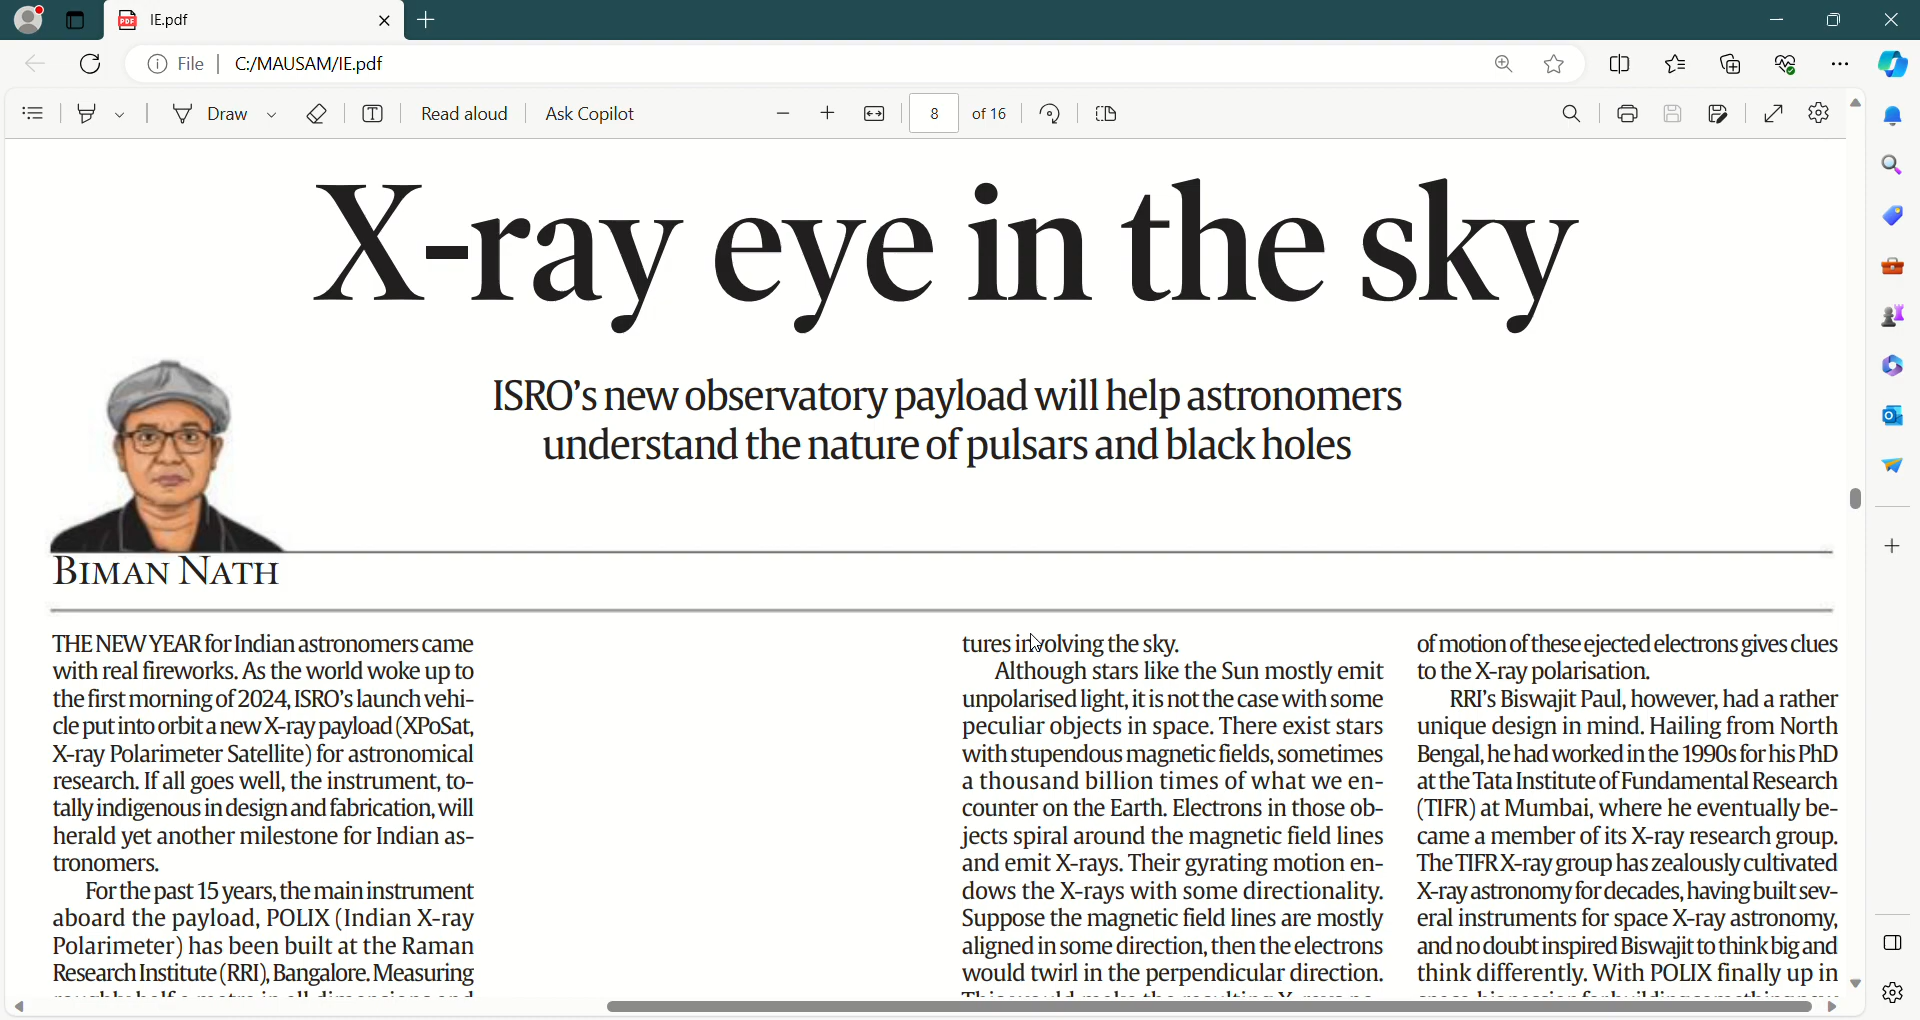 IE.pdf
File
C:/MAUSAM/IE.pdf
Draw
Read aloud
Ask Copilot
8 of 16
X-ray eye in the sky
ISRO's new observatory payload will help astronomers
understand the nature of pulsars and black holes
BIMAN NATH
THE NEW YEAR for Indian astronomers came
with real fireworks. As the world woke up to
the first morning of 2024, ISRO's launch vehi-
cle put into orbit a new X-ray payload (XPoSat,
X-ray Polarimeter Satellite) for astronomical
research. If all goes well, the instrument, to-
tally indigenous in design and fabrication, will
herald yet another milestone for Indian as-
tronomers.
For the past 15 years, the main instrument
aboard the payload, POLIX (Indian X-ray
Polarimeter) has been built at the Raman
Research Institute (RRI), Bangalore. Measuring
tures involving the sky.
Although stars like the Sun mostly emit
unpolarised light, it is not the case with some
peculiar objects in space. There exist stars
with stupendous magnetic fields, sometimes
a thousand billion times of what we en-
counter on the Earth. Electrons in those ob-
jects spiral around the magnetic field lines
and emit X-rays. Their gyrating motion en-
dows the X-rays with some directionality.
Suppose the magnetic field lines are mostly
aligned in some direction, then the electrons
would twirl in the perpendicular direction.
of motion of these ejected electrons gives clues
to the X-ray polarisation.
RRI's Biswajit Paul, however, had a rather
unique design in mind. Hailing from North
Bengal, he had worked in the 1990s for his PhD
at the Tata Institute of Fundamental Research
(TIFR) at Mumbai, where he eventually be-
came a member of its X-ray research group.
The TIFR X-ray group has zealously cultivated
X-ray astronomy for decades, having built sev-
eral instruments for space X-ray astronomy,
and no doubt inspired Biswajit to think big and
think differently. With POLIX finally up in